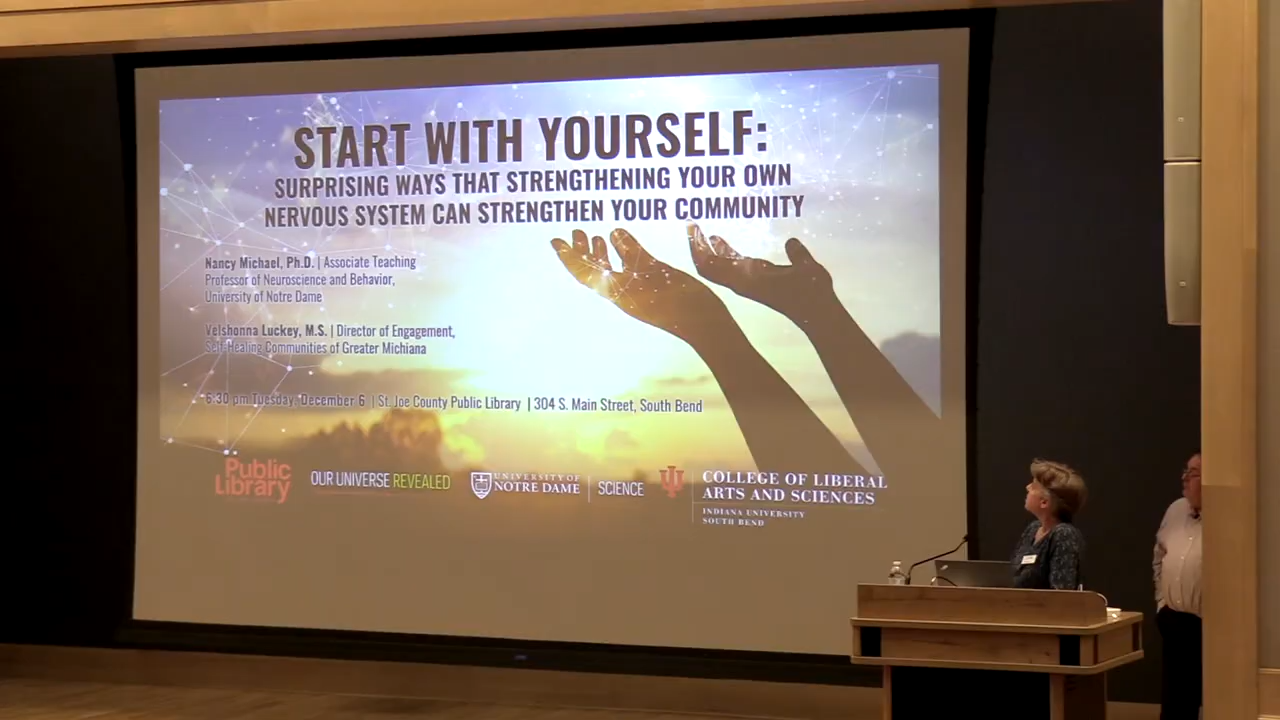 START WITH YOURSELF:
SURPRISING WAYS THAT STRENGTHENING YOUR OWN
NERVOUS SYSTEM CAN STRENGTHEN YOUR COMMUNITY
Nancy Michael, Ph.D. | Associate Teaching
Professor of Neuroscience and Behavior,
University of Notre Dame
Velshonna Luckey, M.S. | Director of Engagement,
Self-Healing Communities of Greater Michiana
6:30 pm Tuesday, December 6 | St. Joe County Public Library | 304 S. Main Street, South Bend
Public
Library
OUR UNIVERSE REVEALED
UNIVERSITY OF
NOTRE DAME
SCIENCE
COLLEGE OF LIBERAL
ARTS AND SCIENCES
INDIANA UNIVERSITY
SOUTH BEND